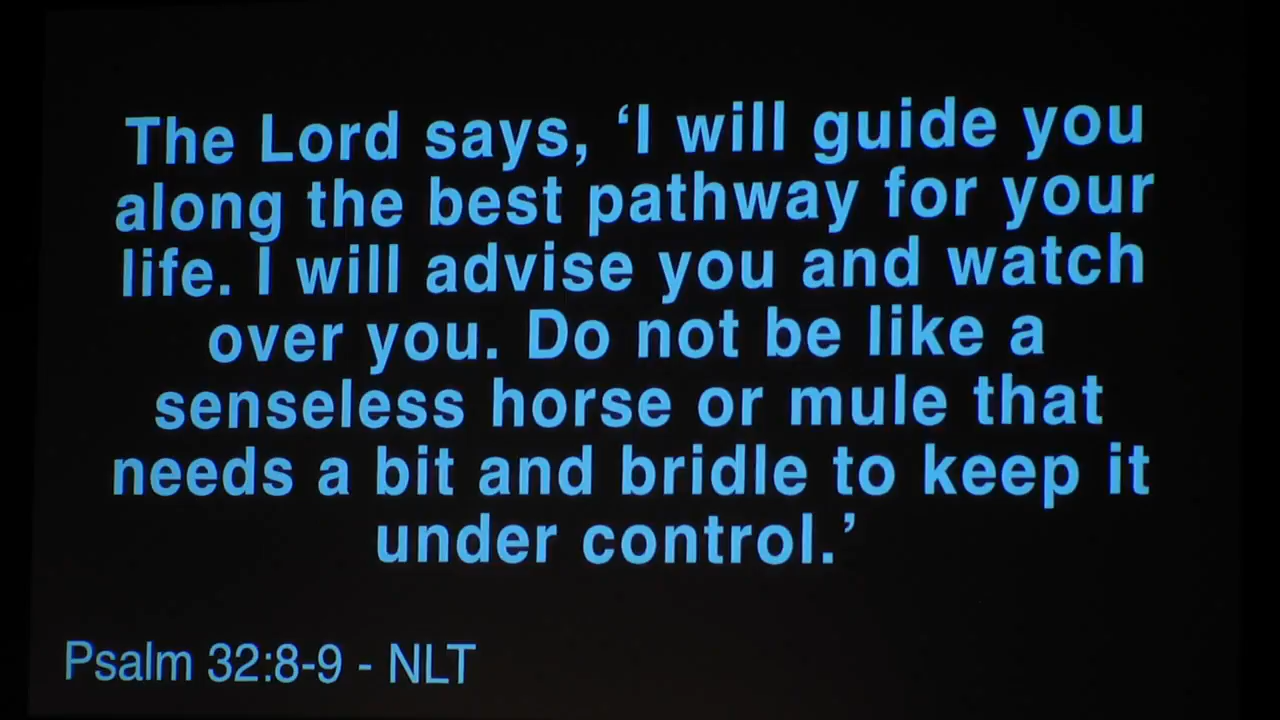 The Lord says, ‘I will guide you
along the best pathway for your
life. I will advise you and watch
over you. Do not be like a
senseless horse or mule that
needs a bit and bridle to keep it
under control.’
Psalm 32:8-9 - NLT